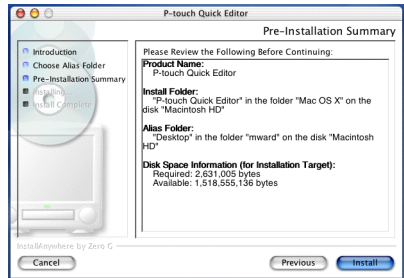 P-touch Quick Editor
Pre-Installation Summary
Introduction
Choose Alias Folder
Pre-Installation Summary
Installing...
Install Complete
Please Review the Following Before Continuing:
Product Name:
P-touch Quick Editor
Install Folder:
"P-touch Quick Editor" in the folder "Mac OS X" on the
disk "Macintosh HD"
Alias Folder:
"Desktop" in the folder "mward" on the disk "Macintosh
HD"
Disk Space Information (for Installation Target):
Required: 2,631,005 bytes
Available: 1,518,555,136 bytes
InstallAnywhere by Zero G
Cancel
Previous
Install